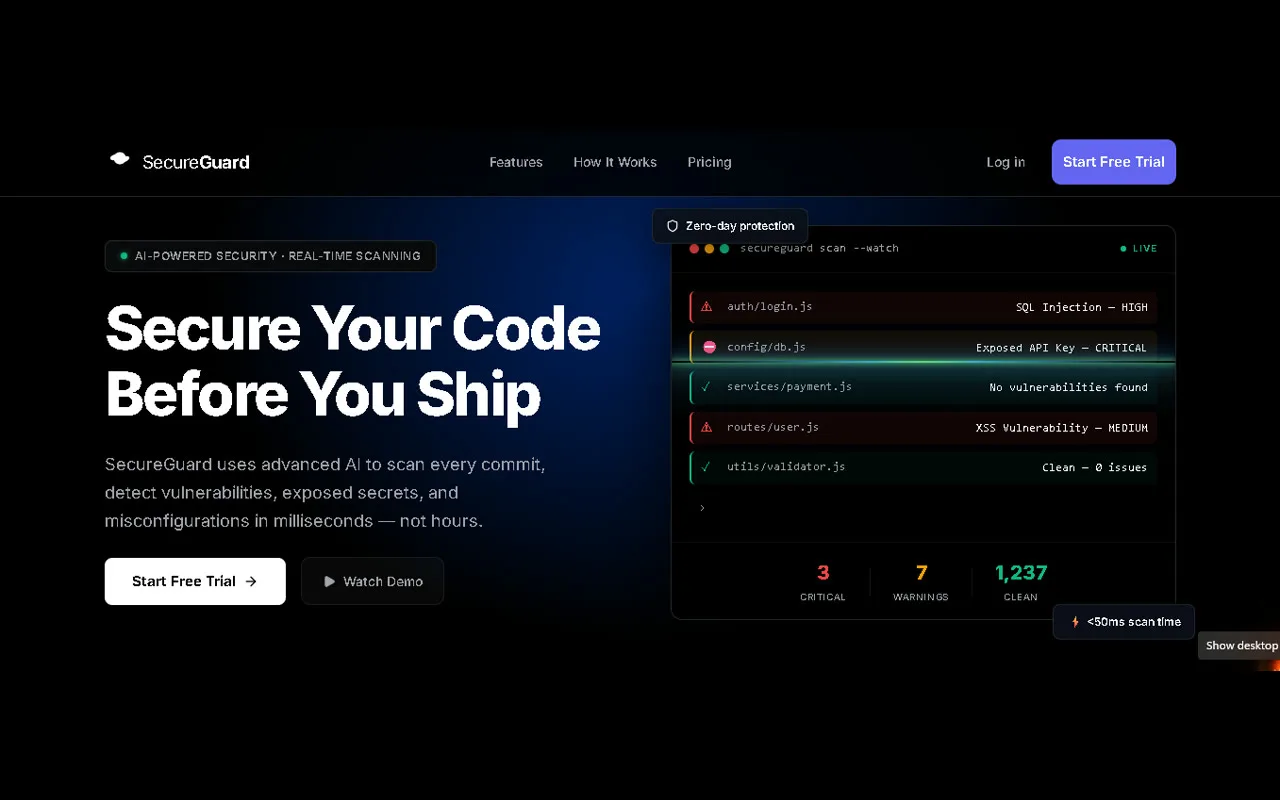 SecureGuard
Features
How It Works
Pricing
Log in
Start Free Trial
AI-POWERED SECURITY · REAL-TIME SCANNING
Secure Your Code
Before You Ship
SecureGuard uses advanced AI to scan every commit,
detect vulnerabilities, exposed secrets, and
misconfigurations in milliseconds — not hours.
Start Free Trial →
Watch Demo
Zero-day protection
secureguard scan --watch
LIVE
auth/login.js SQL Injection — HIGH
config/db.js Exposed API Key — CRITICAL
✓ services/payment.js No vulnerabilities found
routes/user.js XSS Vulnerability — MEDIUM
✓ utils/validator.js Clean — 0 issues
›
3
CRITICAL
7
WARNINGS
1,237
CLEAN
<50ms scan time
Show desktop